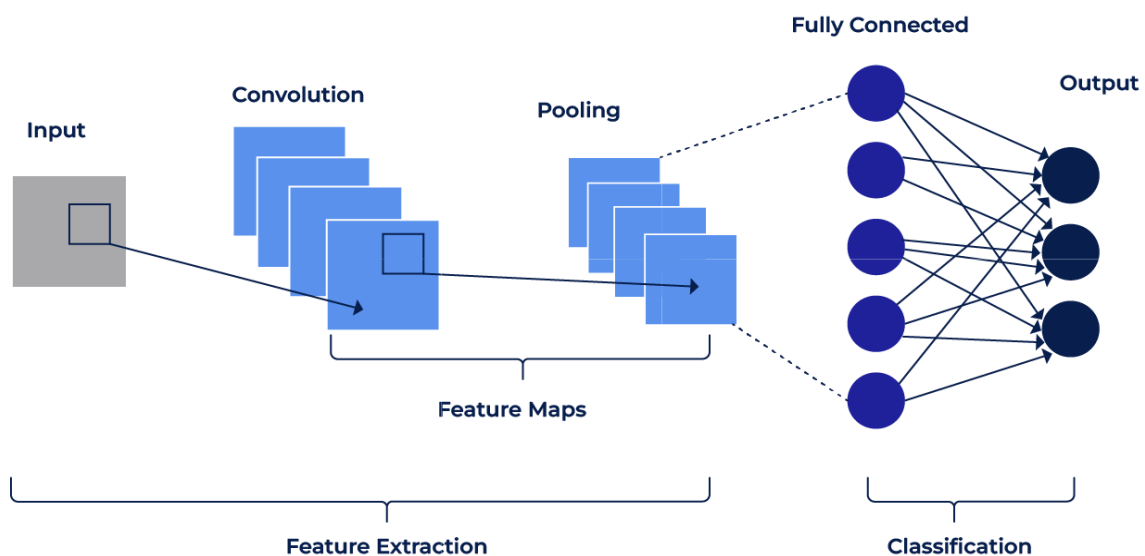 Fully Connected
Output
Convolution
Pooling
Input
Feature Maps
Feature Extraction
Classification